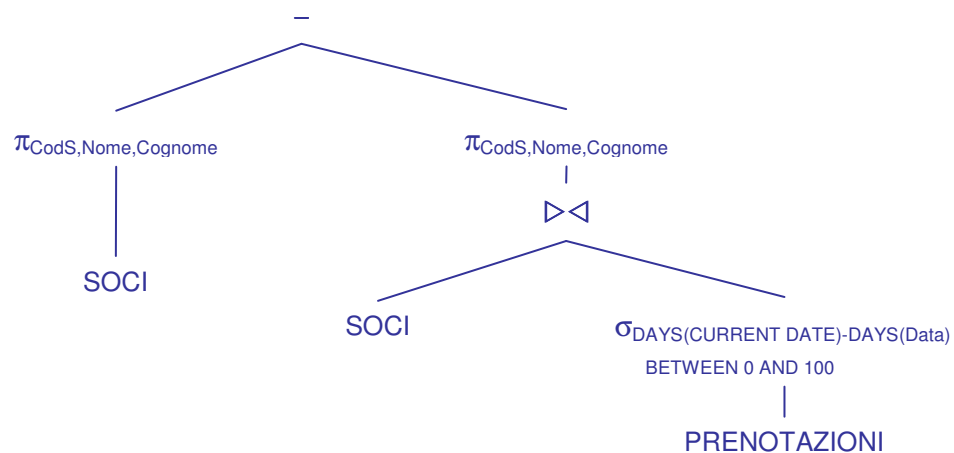 −
πCodS,Nome,Cognome πCodS,Nome,Cognome
▷◁
SOCI
SOCI σDAYS(CURRENT DATE)-DAYS(Data)
BETWEEN 0 AND 100
PRENOTAZIONI